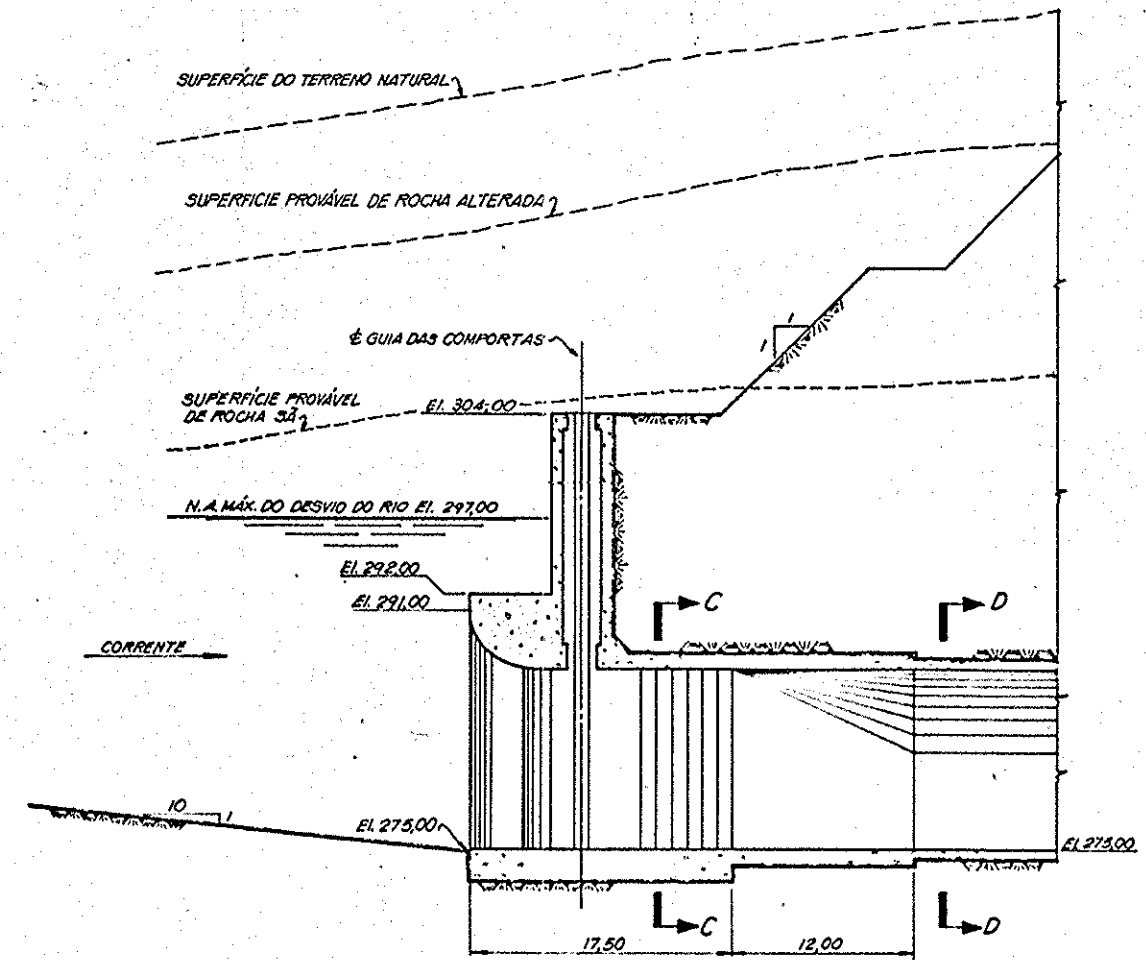 SUPERFÍCIE DO TERRENO NATURAL
SUPERFICIE PROVÁVEL DE ROCHA ALTERADA
1
1
℄ GUIA DAS COMPORTAS
SUPERFÍCIE PROVÁVEL
DE ROCHA SÃ
El. 304,00
N.A. MÁX. DO DESVIO DO RIO El. 297,00
El. 292,00
El. 291,00
C
D
CORRENTE
10
1
El. 275,00
El. 275,00
C
D
17,50
12,00